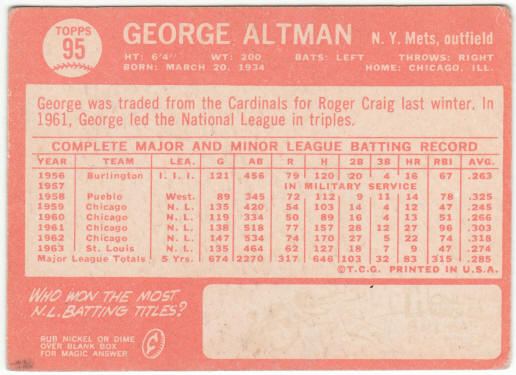 TOPPS
95
GEORGE ALTMAN
N. Y. Mets, outfield
HT: 6'4" WT: 200 BATS: LEFT THROWS: RIGHT
BORN: MARCH 20, 1934 HOME: CHICAGO, ILL.
George was traded from the Cardinals for Roger Craig last winter. In
1961, George led the National League in triples.
COMPLETE MAJOR AND MINOR LEAGUE BATTING RECORD
YEAR TEAM LEA. G AB R H 2B 3B HR RBI AVG.
1956 Burlington I. I. I. 121 456 79 120 20 4 16 67 .263
1957 IN MILITARY SERVICE
1958 Pueblo West. 89 345 72 112 9 11 14 78 .325
1959 Chicago N. L. 135 420 54 103 14 4 12 47 .245
1960 Chicago N. L. 119 334 50 89 16 4 13 51 .266
1961 Chicago N. L. 138 518 77 157 28 12 27 96 .303
1962 Chicago N. L. 147 534 74 170 27 5 22 74 .318
1963 St. Louis N. L. 135 464 62 127 18 7 9 47 .274
Major League Totals 5 Yrs. 674 2270 317 646 103 32 83 315 .285
©T.C.G. PRINTED IN U.S.A.
WHO WON THE MOST
N.L. BATTING TITLES?
RUB NICKEL OR DIME
OVER BLANK BOX
FOR MAGIC ANSWER